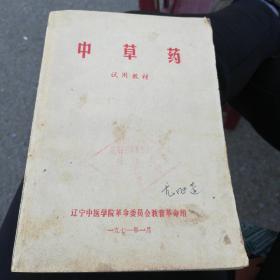 中草药
试用教材
辽宁中医学院革命委员会教育革命组
一九七一年一月